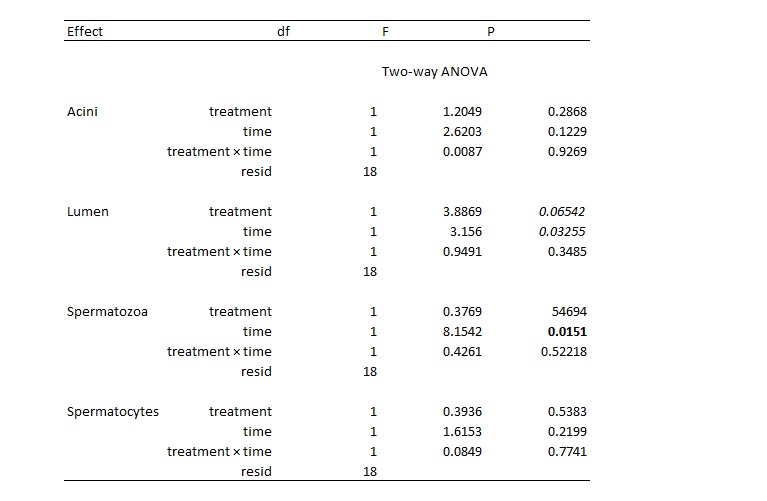 Effect df F P
Two-way ANOVA
Acini treatment 1 1.2049 0.2868
time 1 2.6203 0.1229
treatment × time 1 0.0087 0.9269
resid 18
Lumen treatment 1 3.8869 0.06542
time 1 3.156 0.03255
treatment × time 1 0.9491 0.3485
resid 18
Spermatozoa treatment 1 0.3769 54694
time 1 8.1542 0.0151
treatment × time 1 0.4261 0.52218
resid 18
Spermatocytes treatment 1 0.3936 0.5383
time 1 1.6153 0.2199
treatment × time 1 0.0849 0.7741
resid 18